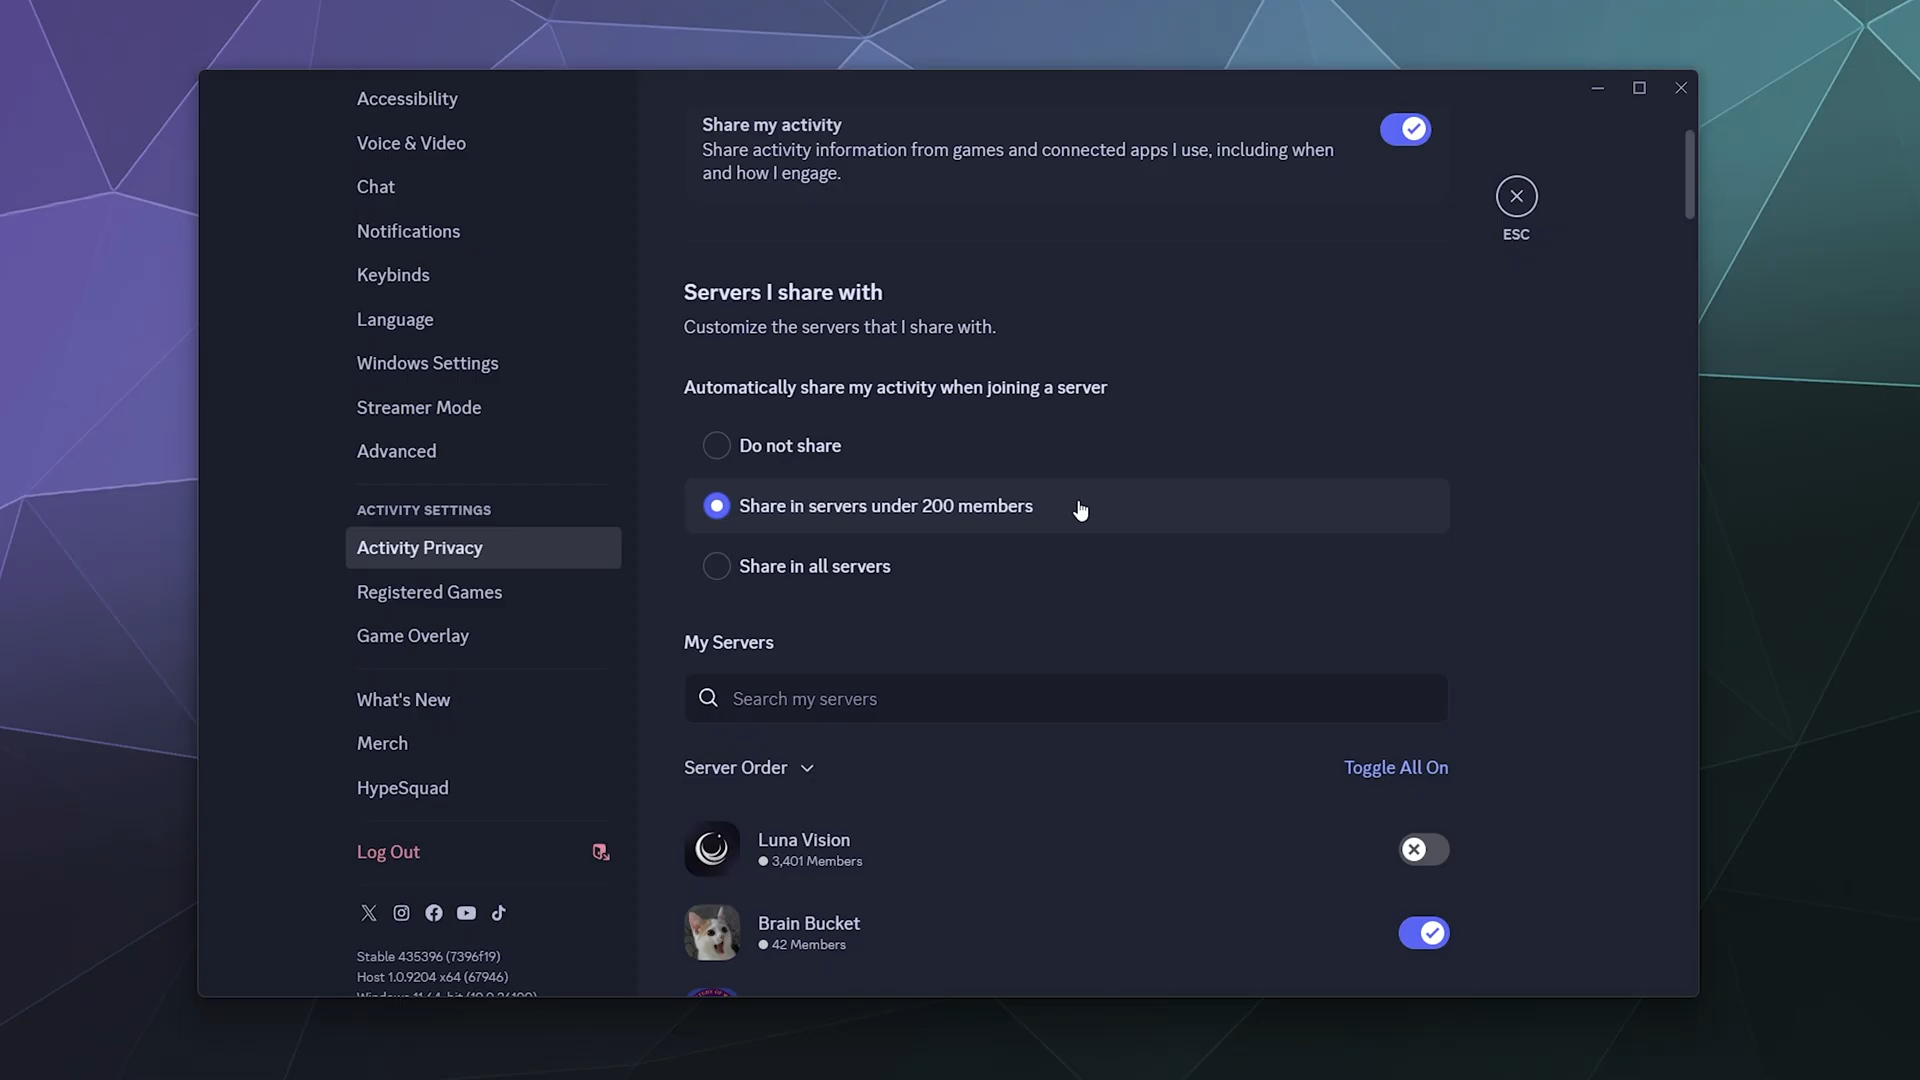 Accessibility
Voice & Video
Chat
Notifications
Keybinds
Language
Windows Settings
Streamer Mode
Advanced
ACTIVITY SETTINGS
Activity Privacy
Registered Games
Game Overlay
What's New
Merch
HypeSquad
Log Out
Stable 435396 (7396f19)
Host 1.0.9204 x64 (67946)
Share my activity
Share activity information from games and connected apps I use, including when
and how I engage.
ESC
Servers I share with
Customize the servers that I share with.
Automatically share my activity when joining a server
Do not share
Share in servers under 200 members
Share in all servers
My Servers
Search my servers
Server Order
Toggle All On
Luna Vision
3,401 Members
Brain Bucket
42 Members